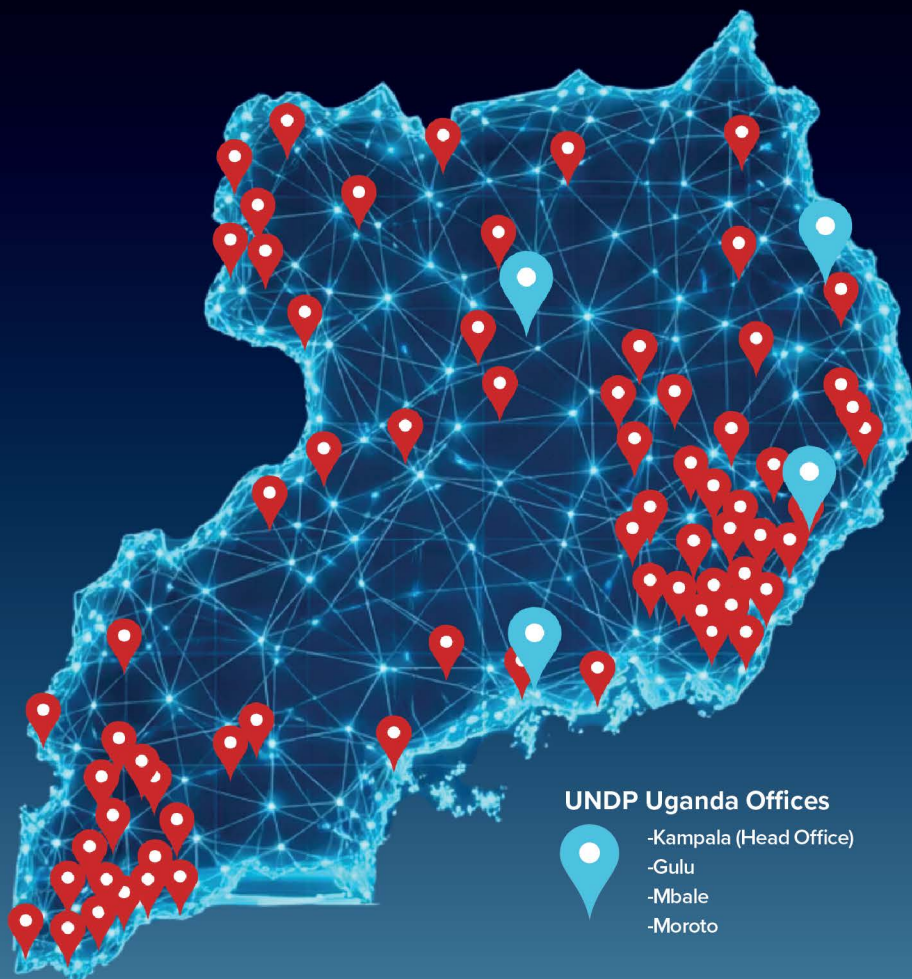 UNDP Uganda Offices
-Kampala (Head Office)
-Gulu
-Mbale
-Moroto